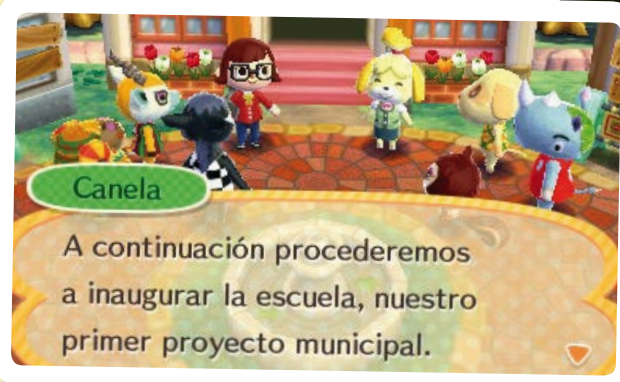 Canela
A continuación procederemos
a inaugurar la escuela, nuestro
primer proyecto municipal.